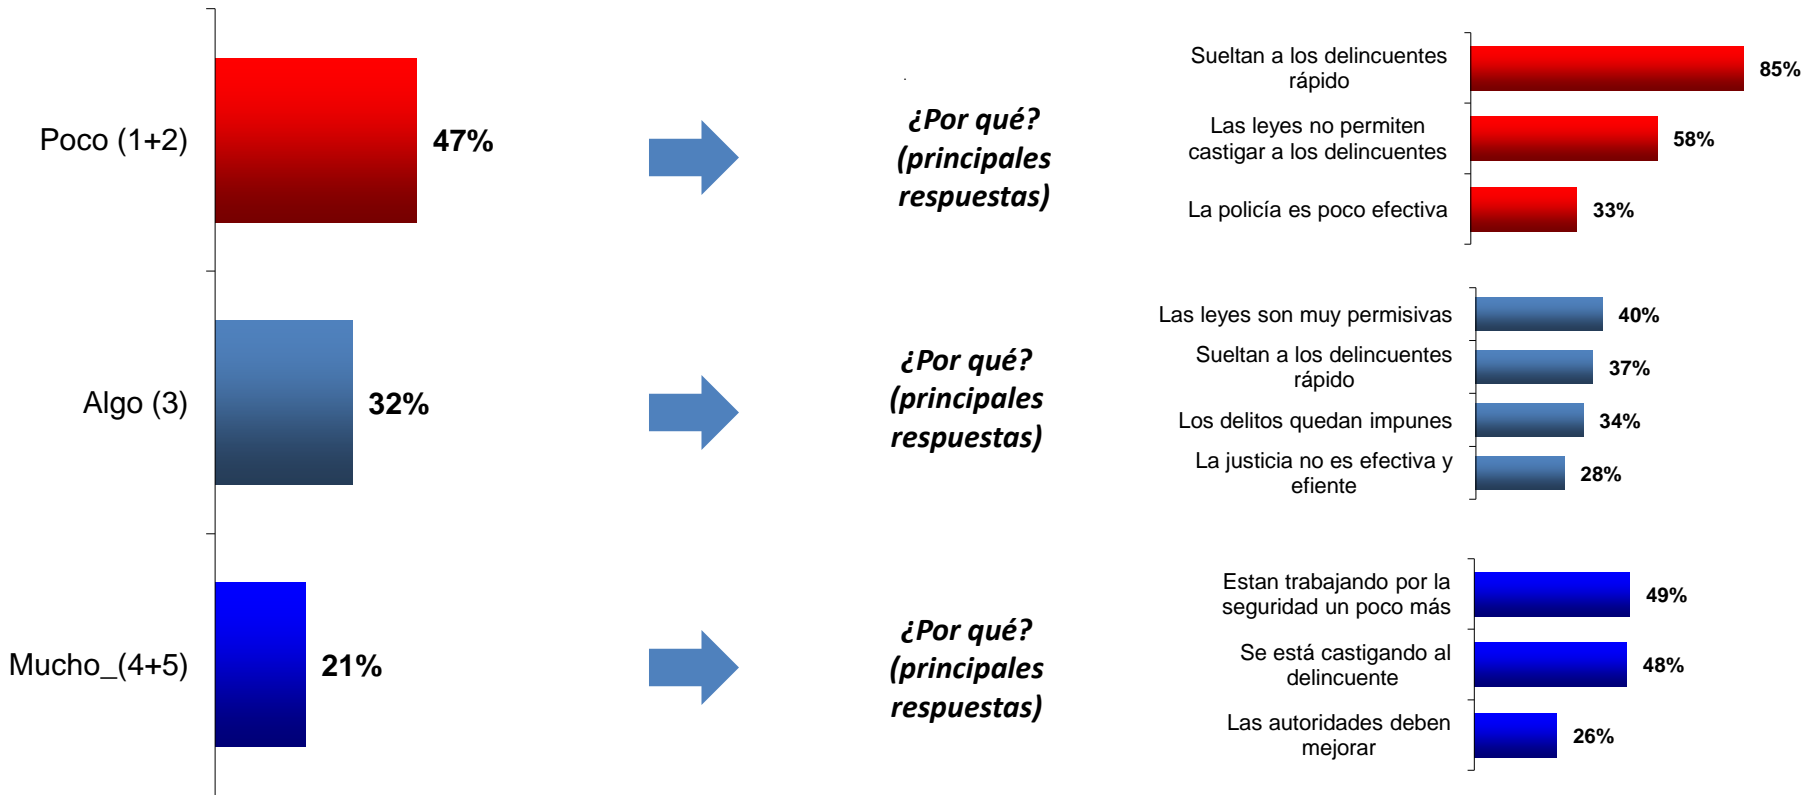 Poco (1+2)
47%
¿Por qué?
(principales
respuestas)
Sueltan a los delincuentes
rápido
85%
Las leyes no permiten
castigar a los delincuentes
58%
La policía es poco efectiva
33%
Algo (3)
32%
¿Por qué?
(principales
respuestas)
Las leyes son muy permisivas
40%
Sueltan a los delincuentes
rápido
37%
Los delitos quedan impunes
34%
La justicia no es efectiva y
efiente
28%
Mucho_(4+5)
21%
¿Por qué?
(principales
respuestas)
Estan trabajando por la
seguridad un poco más
49%
Se está castigando al
delincuente
48%
Las autoridades deben
mejorar
26%